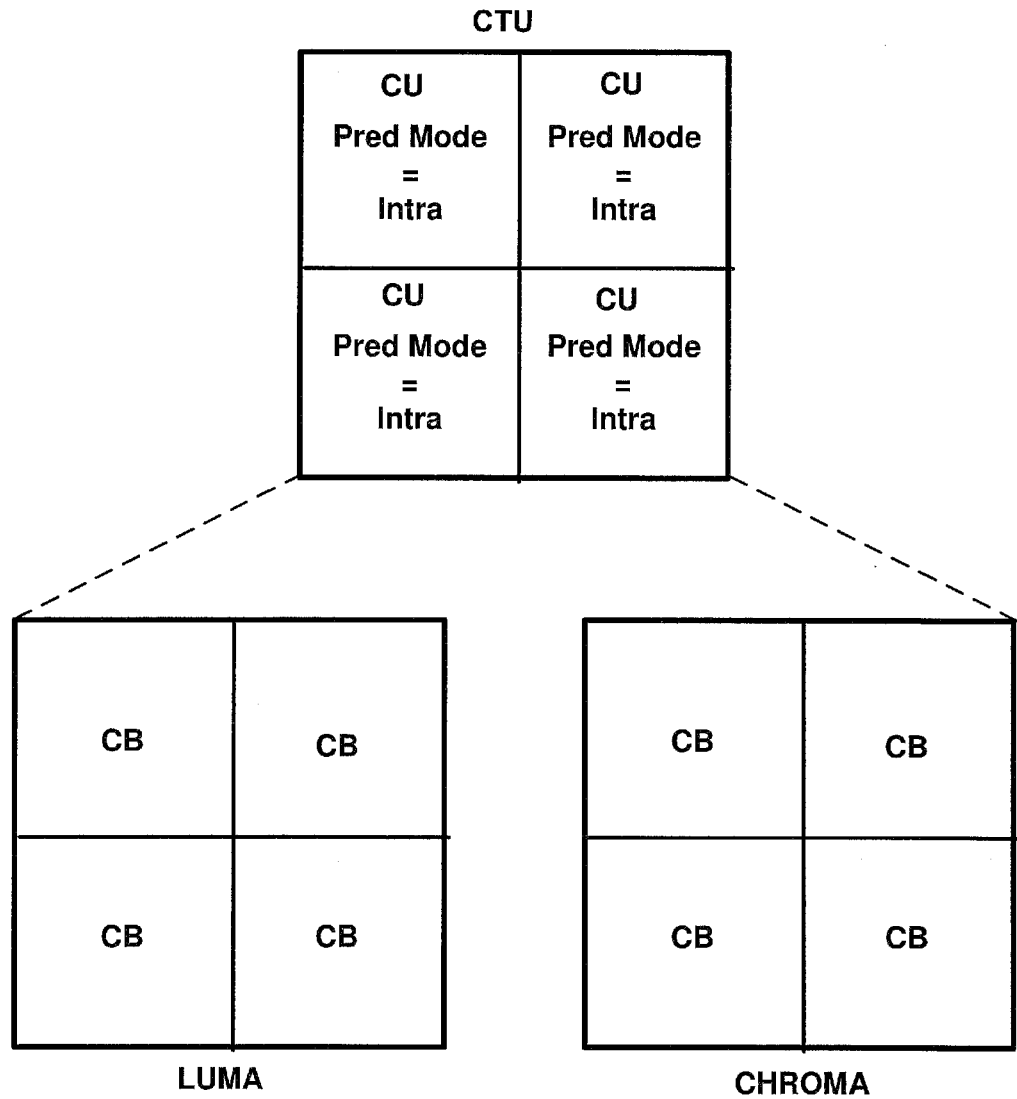 CTU
CU
Pred Mode
=
Intra
CU
Pred Mode
=
Intra
CU
Pred Mode
=
Intra
CU
Pred Mode
=
Intra
CB
CB
CB
CB
LUMA
CB
CB
CB
CB
CHROMA